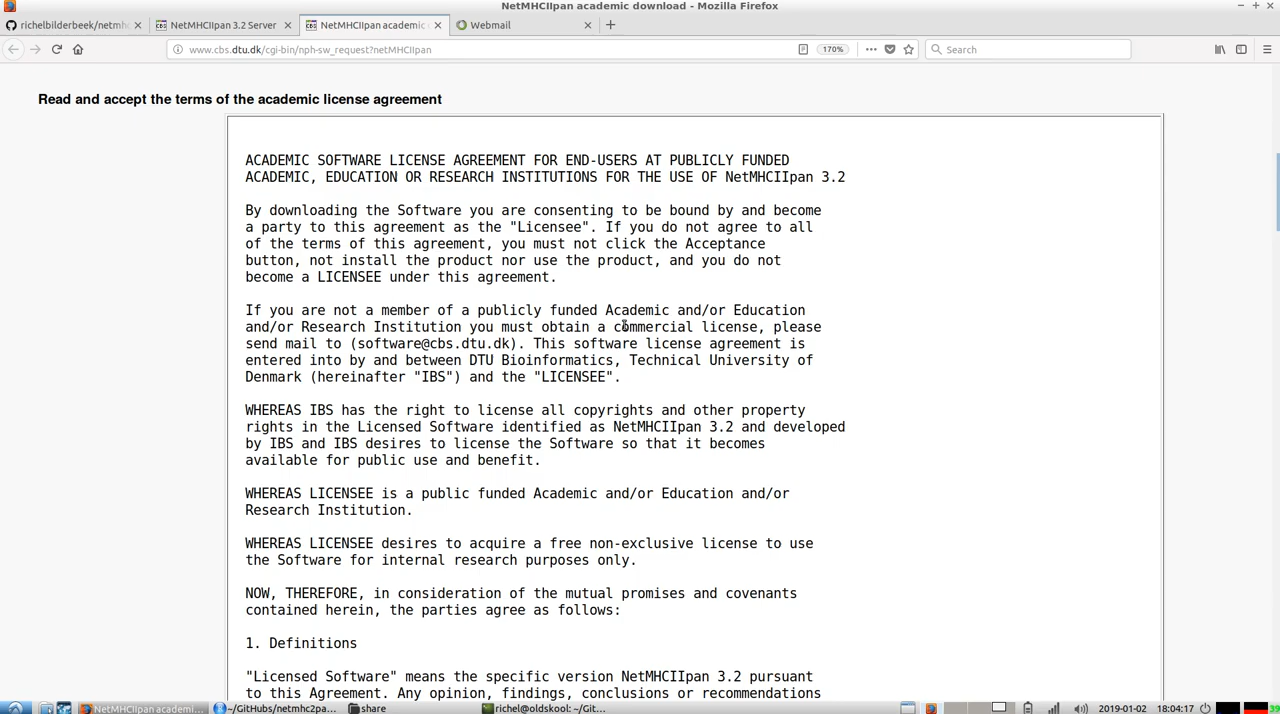 NetMHCIIpan academic download - Mozilla Firefox
richelbilderbeek/netmh
NetMHCIIpan 3.2 Server
NetMHCIIpan academic
Webmail
www.cbs.dtu.dk/cgi-bin/nph-sw_request?netMHCIIpan
170%
Search
Read and accept the terms of the academic license agreement
ACADEMIC SOFTWARE LICENSE AGREEMENT FOR END-USERS AT PUBLICLY FUNDED
ACADEMIC, EDUCATION OR RESEARCH INSTITUTIONS FOR THE USE OF NetMHCIIpan 3.2
By downloading the Software you are consenting to be bound by and become
a party to this agreement as the "Licensee". If you do not agree to all
of the terms of this agreement, you must not click the Acceptance
button, not install the product nor use the product, and you do not
become a LICENSEE under this agreement.
If you are not a member of a publicly funded Academic and/or Education
and/or Research Institution you must obtain a commercial license, please
send mail to (software@cbs.dtu.dk). This software license agreement is
entered into by and between DTU Bioinformatics, Technical University of
Denmark (hereinafter "IBS") and the "LICENSEE".
WHEREAS IBS has the right to license all copyrights and other property
rights in the Licensed Software identified as NetMHCIIpan 3.2 and developed
by IBS and IBS desires to license the Software so that it becomes
available for public use and benefit.
WHEREAS LICENSEE is a public funded Academic and/or Education and/or
Research Institution.
WHEREAS LICENSEE desires to acquire a free non-exclusive license to use
the Software for internal research purposes only.
NOW, THEREFORE, in consideration of the mutual promises and covenants
contained herein, the parties agree as follows:
1. Definitions
"Licensed Software" means the specific version NetMHCIIpan 3.2 pursuant
to this Agreement. Any opinion, findings, conclusions or recommendations
NetMHCIIpan academi...
~/GitHubs/netmhc2pa...
share
richel@oldskool: ~/Git...
2019-01-02
18:04:17
39